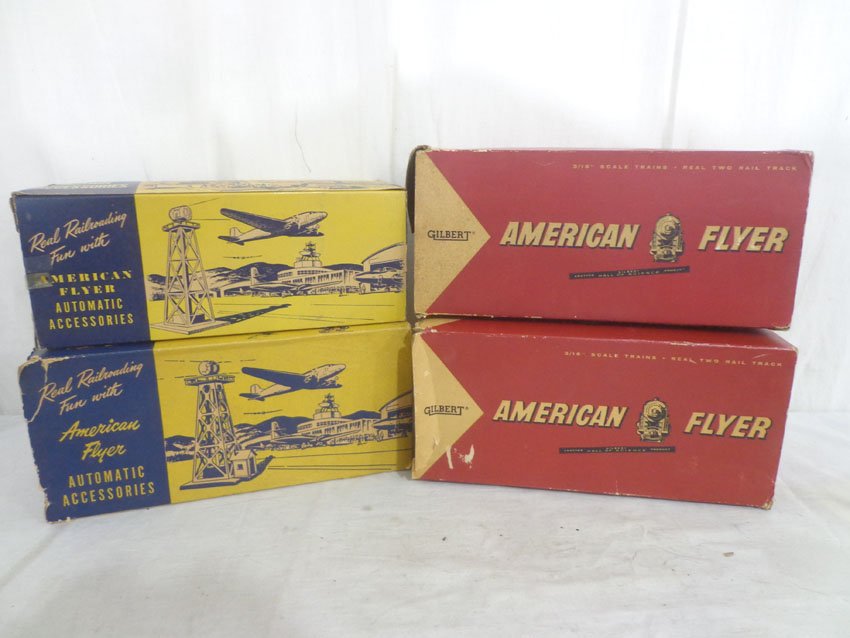 CCESSORIES
Real Railroading
Fun with
AMERICAN
FLYER
AUTOMATIC
ACCESSORIES
3/16" SCALE TRAINS - REAL TWO RAIL TRACK
GILBERT®
AMERICAN FLYER
Real Railroading
Fun with
American
Flyer
AUTOMATIC
ACCESSORIES
3/16" SCALE TRAINS - REAL TWO RAIL TRACK
GILBERT®
AMERICAN FLYER